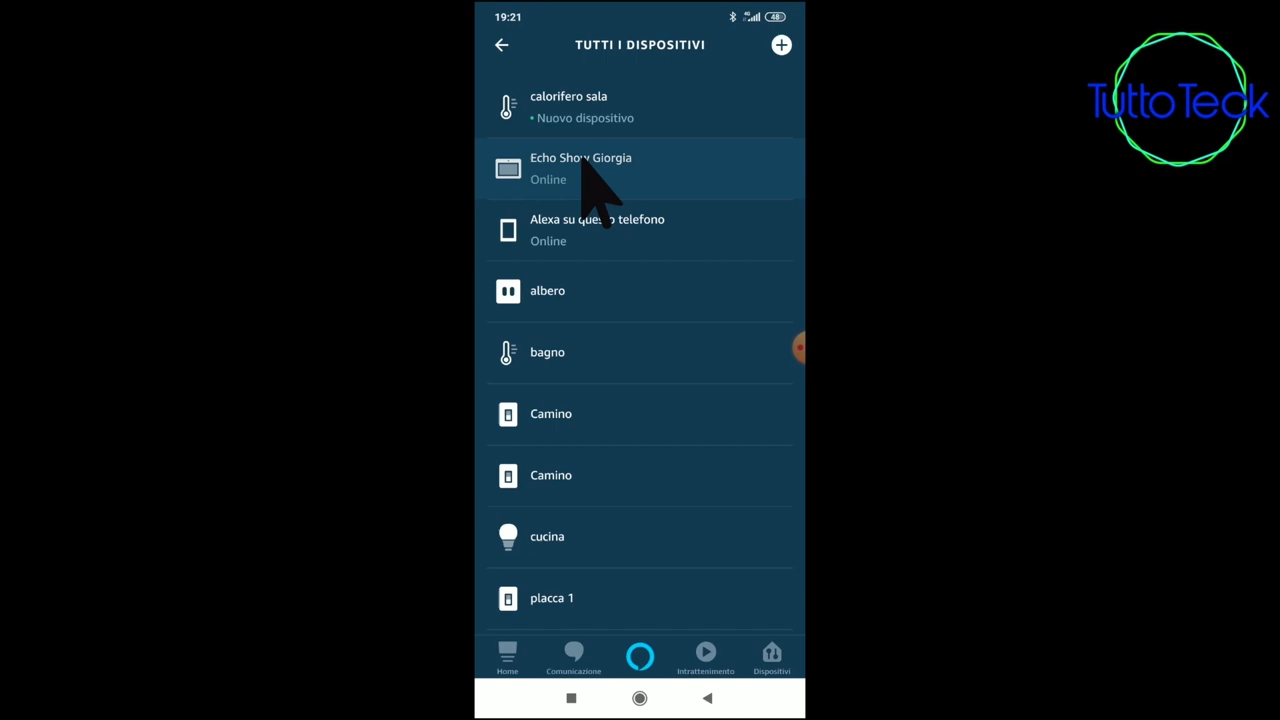 19:21
4G
48
TUTTI I DISPOSITIVI
TuttoTeck
calorifero sala
• Nuovo dispositivo
Echo Show Giorgia
Online
Alexa su questo telefono
Online
albero
bagno
Camino
Camino
cucina
placca 1
Home
Comunicazione
Intrattenimento
Dispositivi